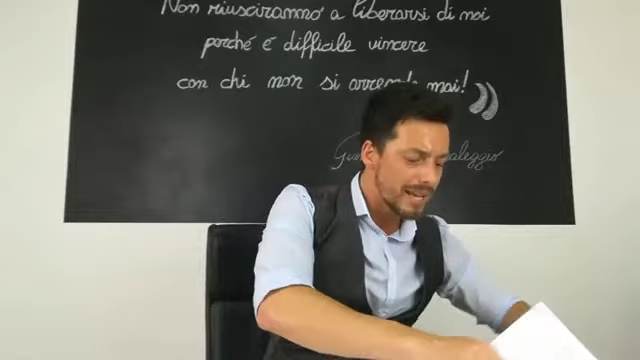 Non riusciranno a liberarsi di noi
perché é difficile vincere
con chi non si arrende mai!